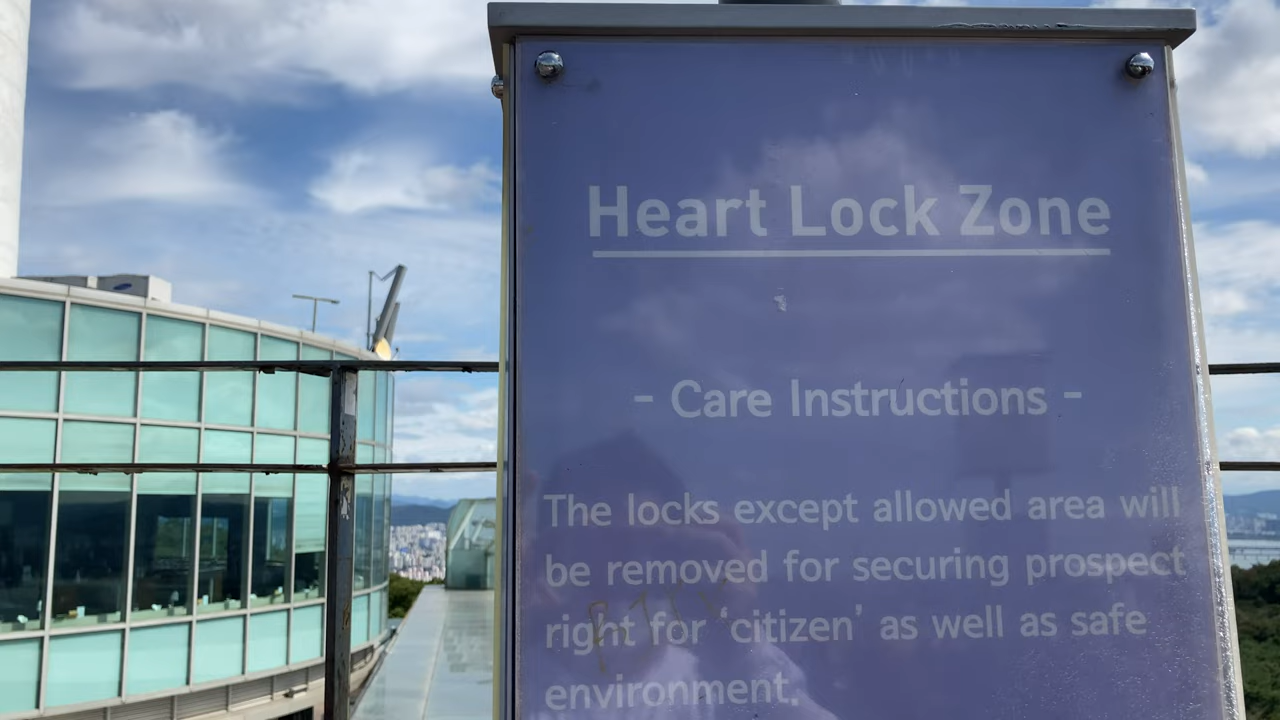 Heart Lock Zone
- Care Instructions -
The locks except allowed area will
be removed for securing prospect
right for 'citizen' as well as safe
environment.